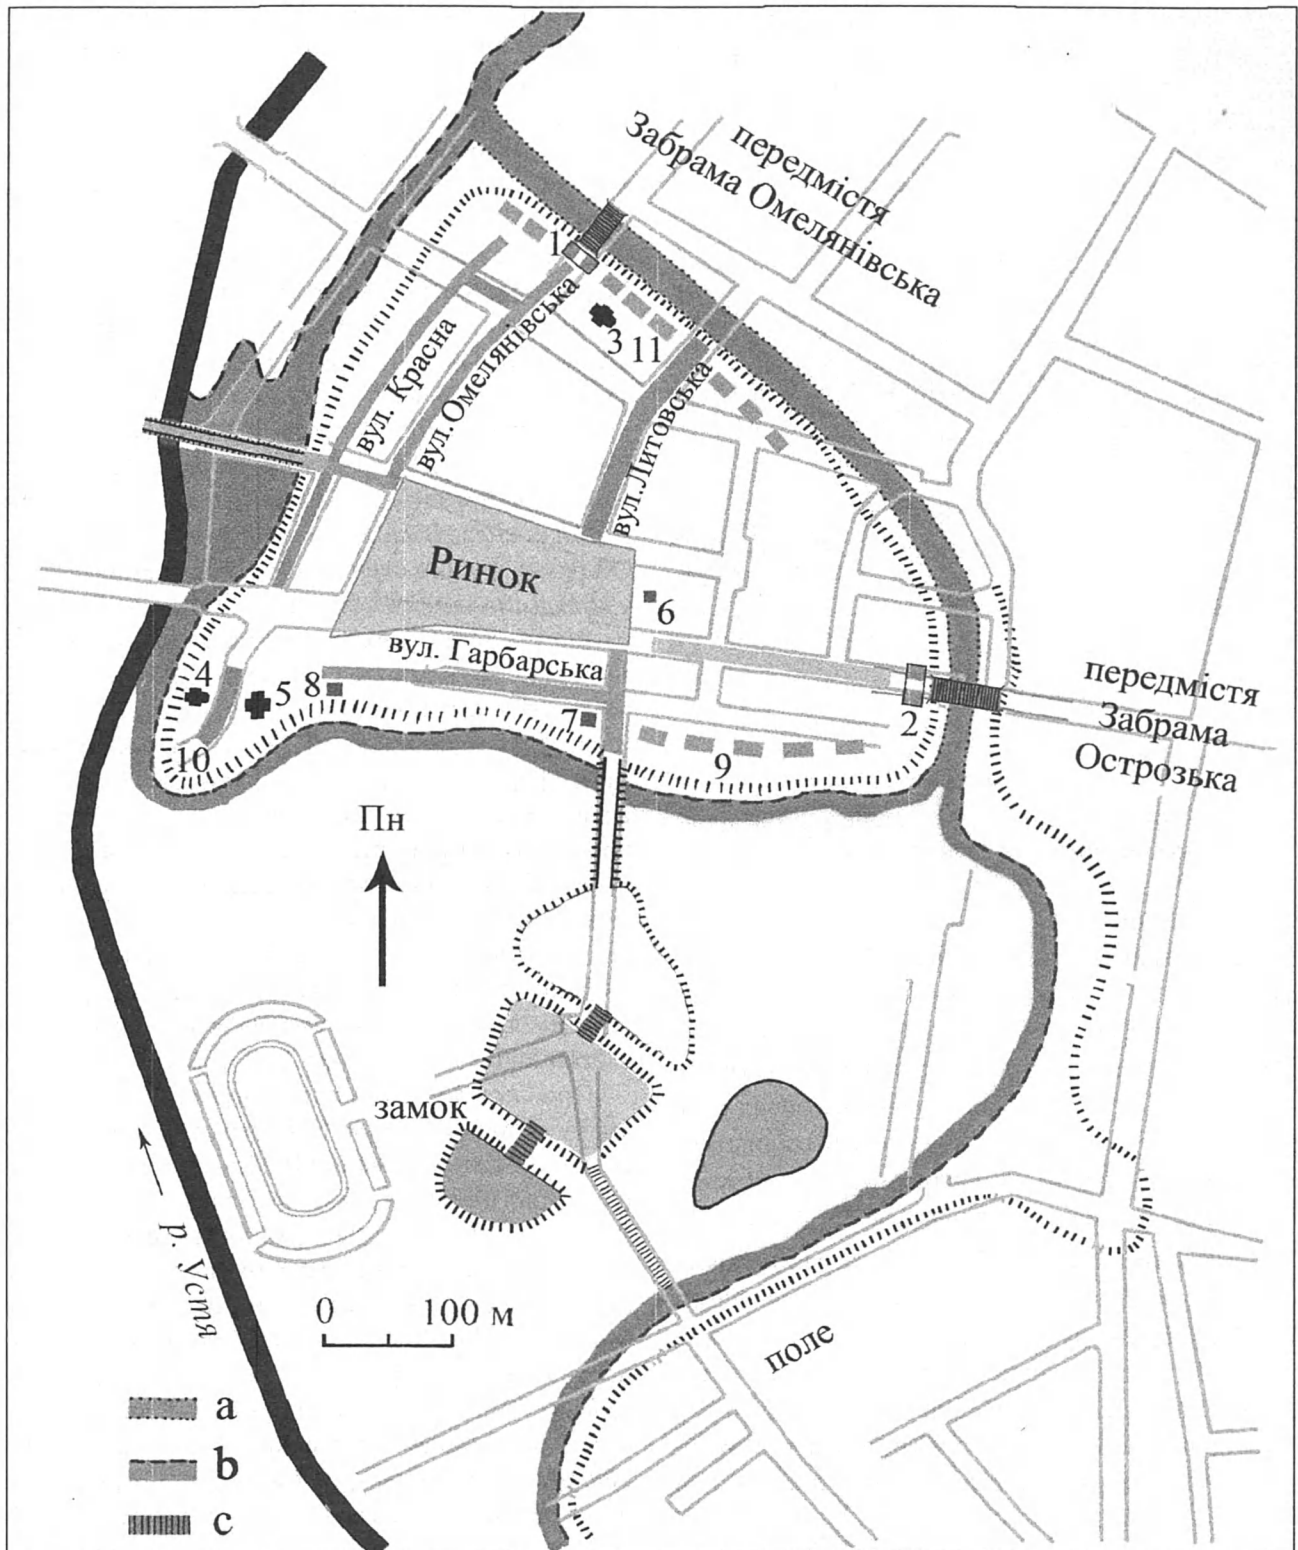 передмістя
Забрама Омелянівська
1
3
11
вул. Красна
вул. Омелянівська
вул. Литовська
Ринок
6
вул. Гарбарська
4
5
8
7
10
9
2
передмістя
Забрама
Острозька
Пн
замок
р. Устя
0 100 м
поле
a
b
c